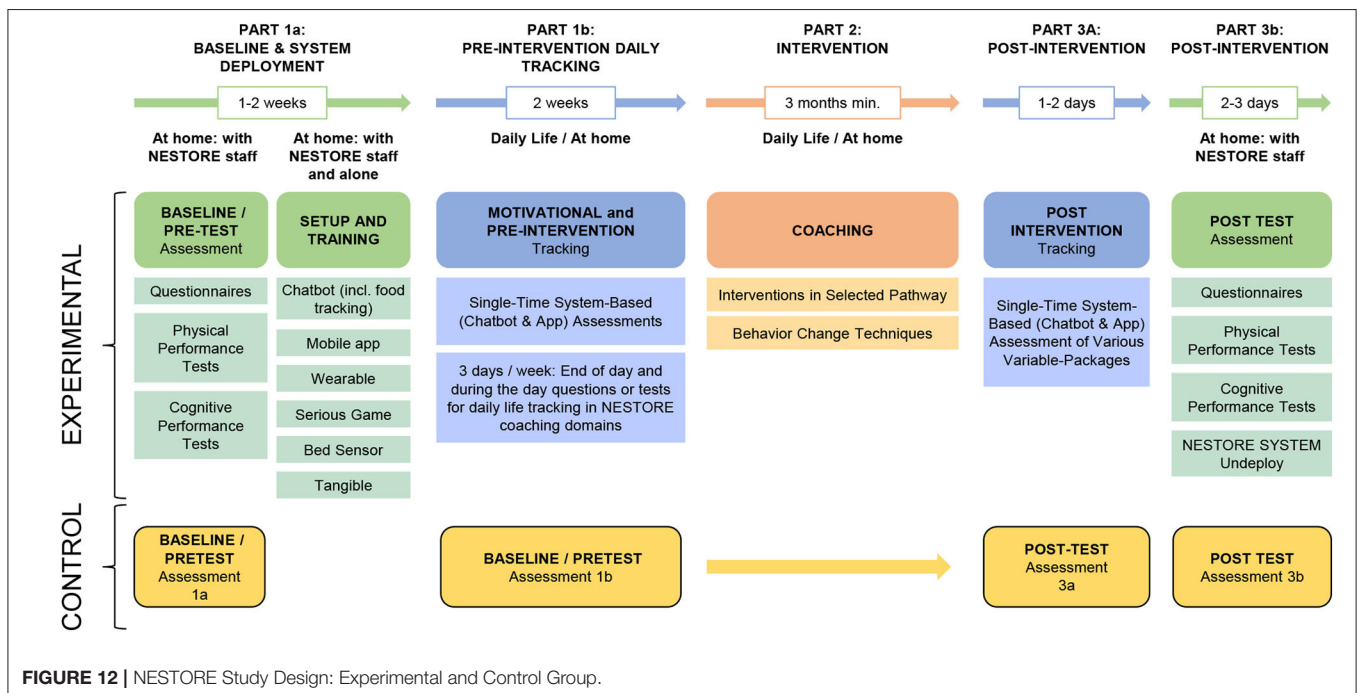 PART 1a:
BASELINE & SYSTEM
DEPLOYMENT
PART 1b:
PRE-INTERVENTION DAILY
TRACKING
PART 2:
INTERVENTION
PART 3A:
POST-INTERVENTION
PART 3b:
POST-INTERVENTION
1-2 weeks
2 weeks
3 months min.
1-2 days
2-3 days
At home: with
NESTORE staff
At home: with
NESTORE staff
and alone
Daily Life / At home
Daily Life / At home
At home: with
NESTORE staff
EXPERIMENTAL
BASELINE /
PRE-TEST
Assessment
Questionnaires
Physical
Performance
Tests
Cognitive
Performance
Tests
SETUP AND
TRAINING
Chatbot (incl. food
tracking)
Mobile app
Wearable
Serious Game
Bed Sensor
Tangible
MOTIVATIONAL and
PRE-INTERVENTION
Tracking
Single-Time System-Based
(Chatbot & App) Assessments
3 days / week: End of day and
during the day questions or tests
for daily life tracking in NESTORE
coaching domains
COACHING
Interventions in Selected Pathway
Behavior Change Techniques
POST
INTERVENTION
Tracking
Single-Time System-
Based (Chatbot & App)
Assessment of Various
Variable-Packages
POST TEST
Assessment
Questionnaires
Physical
Performance Tests
Cognitive
Performance Tests
NESTORE SYSTEM
Undeploy
CONTROL
BASELINE /
PRETEST
Assessment
1a
BASELINE / PRETEST
Assessment 1b
POST-TEST
Assessment
3a
POST TEST
Assessment 3b
FIGURE 12 | NESTORE Study Design: Experimental and Control Group.